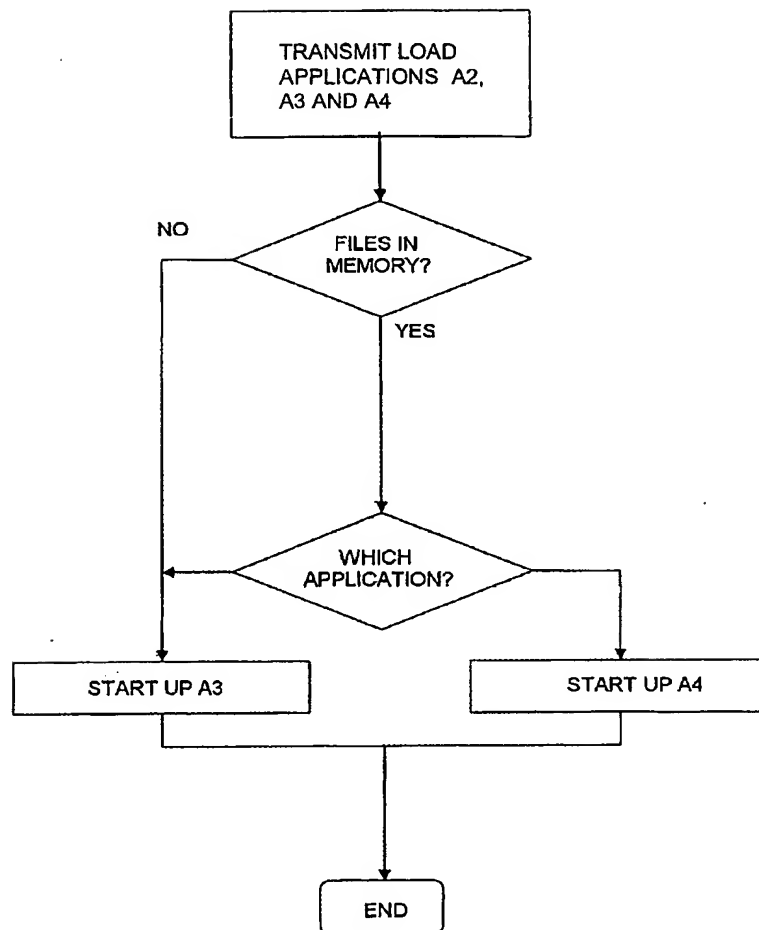 TRANSMIT LOAD
APPLICATIONS A2,
A3 AND A4
NO
FILES IN
MEMORY?
YES
WHICH
APPLICATION?
START UP A3
START UP A4
END